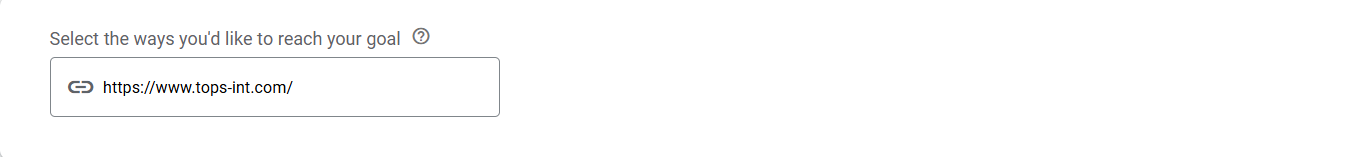 Select the ways you'd like to reach your goal
https://www.tops-int.com/